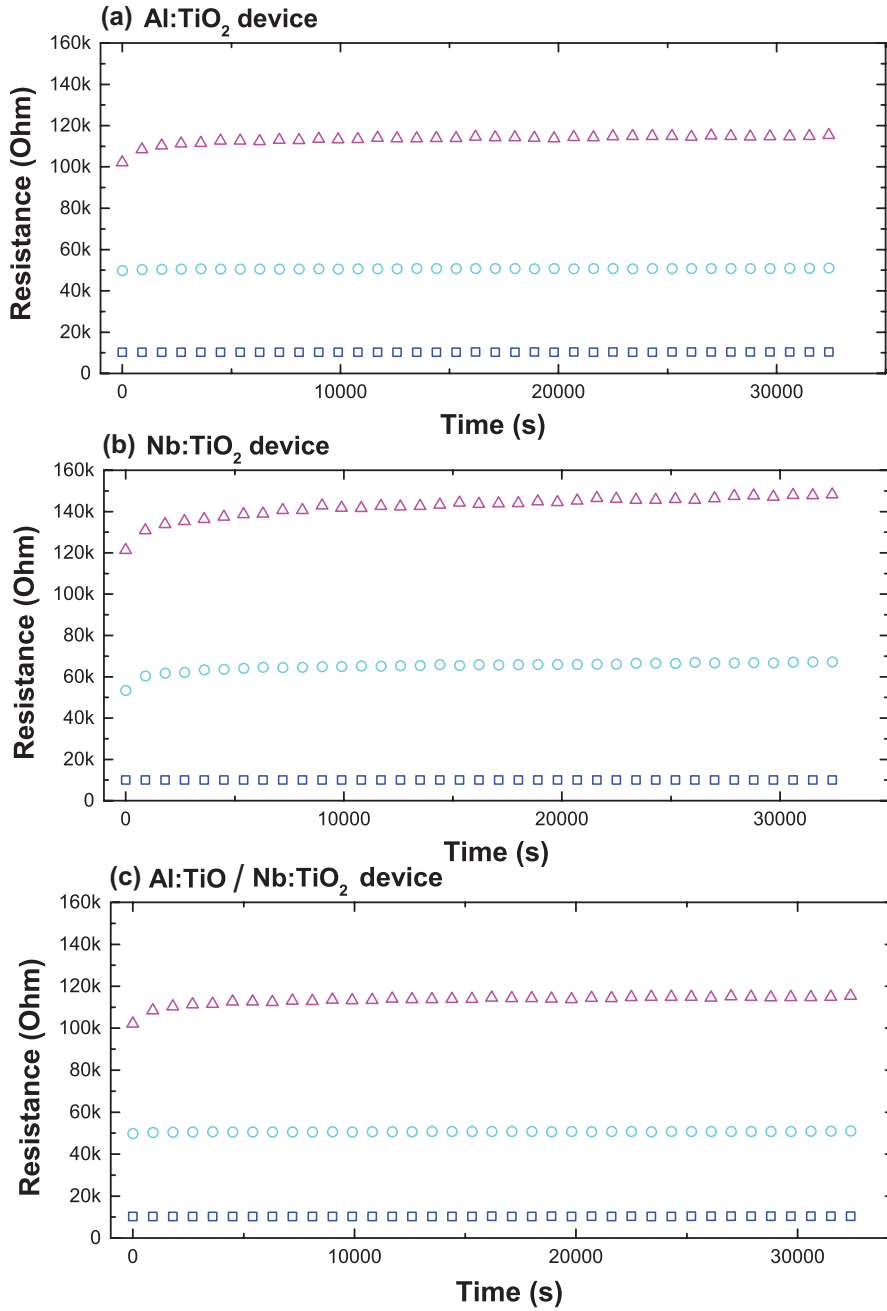 (a) Al:TiO₂ device
160k
140k
120k
100k
80k
60k
40k
20k
0
Resistance (Ohm)
0 10000 20000 30000
Time (s)
(b) Nb:TiO₂ device
160k
140k
120k
100k
80k
60k
40k
20k
0
Resistance (Ohm)
0 10000 20000 30000
Time (s)
(c) Al:TiO / Nb:TiO₂ device
160k
140k
120k
100k
80k
60k
40k
20k
0
Resistance (Ohm)
0 10000 20000 30000
Time (s)